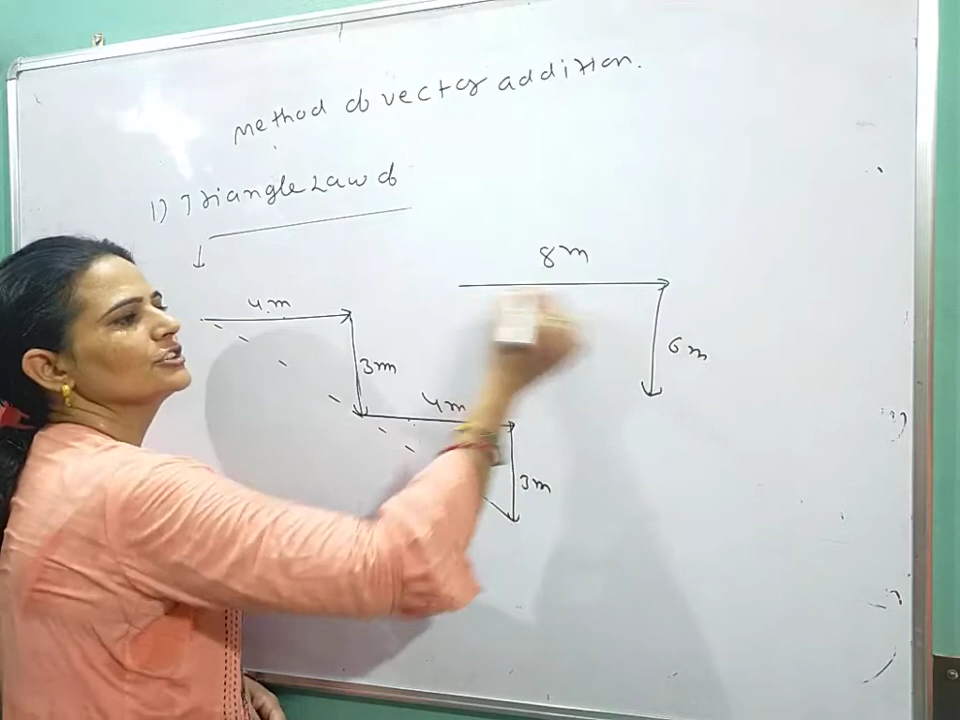 Method of vector addition.
1) Triangle Law of
8m
4m
6m
3m
4m
3m